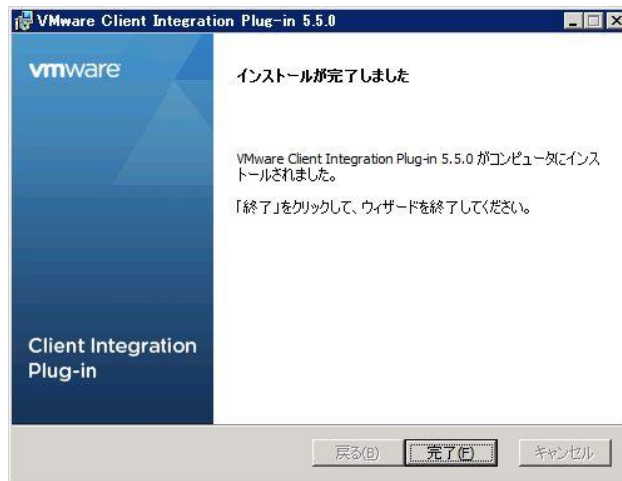 VMware Client Integration Plug-in 5.5.0
vmware
インストールが完了しました
VMware Client Integration Plug-in 5.5.0 がコンピュータにインス
トールされました。
「終了」をクリックして、ウィザードを終了してください。
Client Integration
Plug-in
戻る(B)
完了(F)
キャンセル